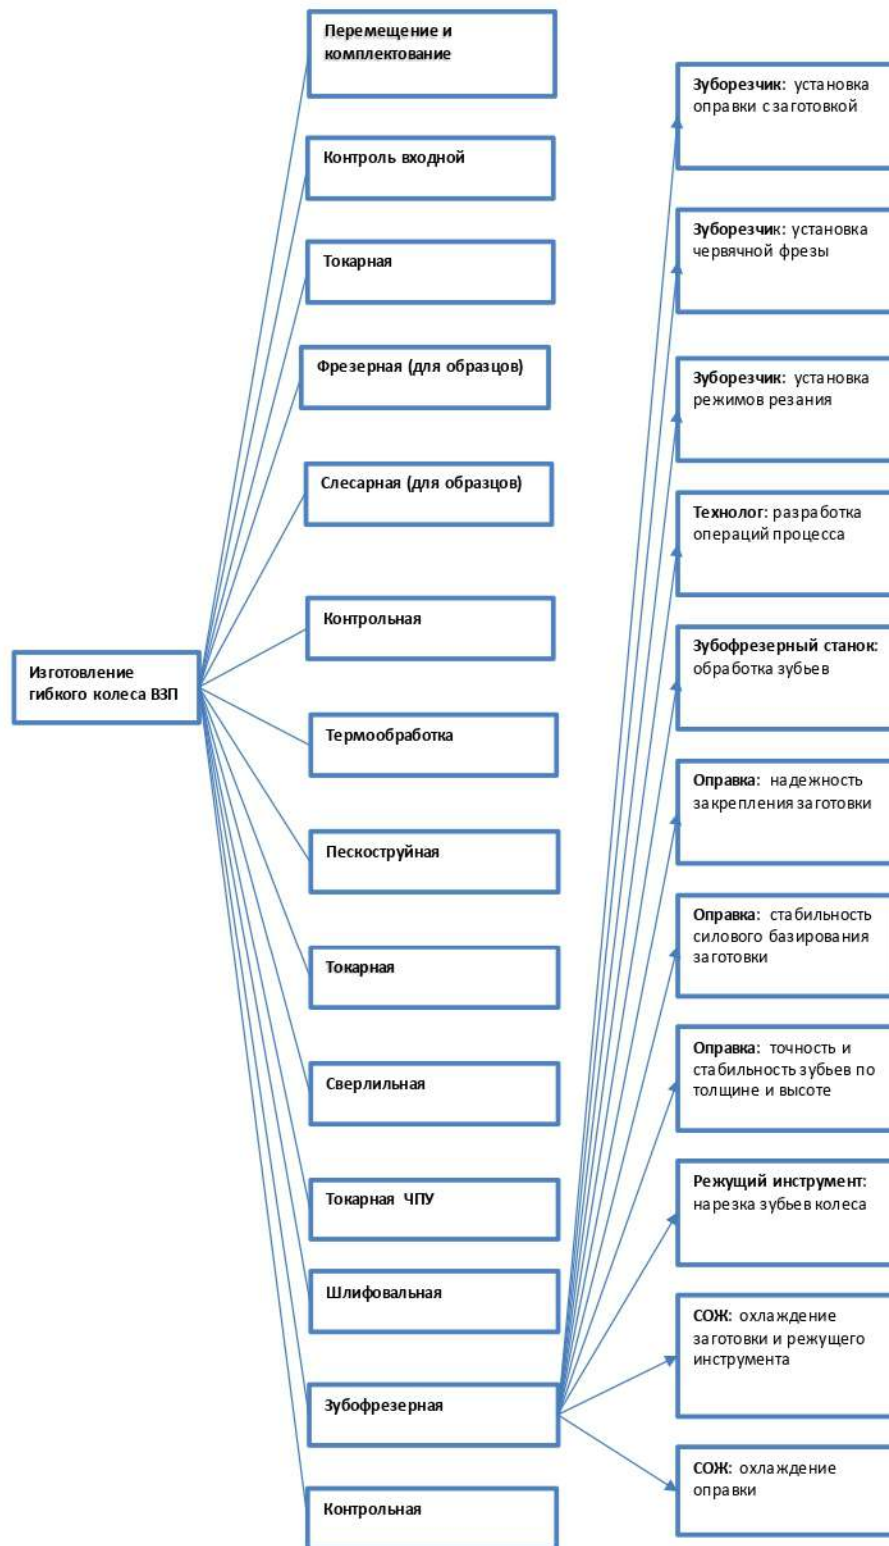 Изготовление
гибкого колеса ВЗП
Перемещение и
комплектование
Контроль входной
Токарная
Фрезерная (для образцов)
Слесарная (для образцов)
Контрольная
Термообработка
Пескоструйная
Токарная
Сверлильная
Токарная ЧПУ
Шлифовальная
Зубофрезерная
Контрольная
Зуборезчик: установка
оправки с заготовкой
Зуборезчик: установка
червячной фрезы
Зуборезчик: установка
режимов резания
Технолог: разработка
операций процесса
Зубофрезерный станок:
обработка зубьев
Оправка: надежность
закрепления заготовки
Оправка: стабильность
силового базирования
заготовки
Оправка: точность и
стабильность зубьев по
толщине и высоте
Режущий инструмент:
нарезка зубьев колеса
СОЖ: охлаждение
заготовки и режущего
инструмента
СОЖ: охлаждение
оправки